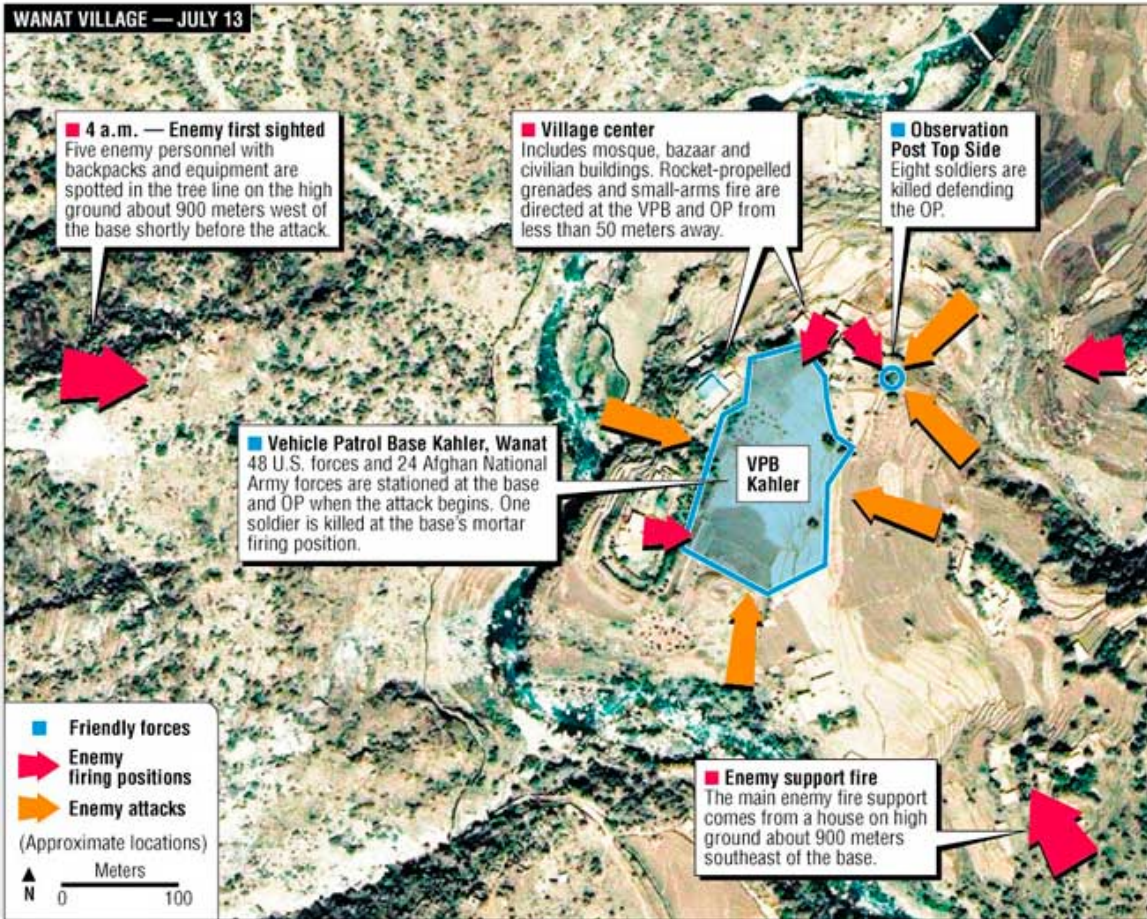 WANAT VILLAGE — JULY 13
4 a.m. — Enemy first sighted
Five enemy personnel with
backpacks and equipment are
spotted in the tree line on the high
ground about 900 meters west of
the base shortly before the attack.
Village center
Includes mosque, bazaar and
civilian buildings. Rocket-propelled
grenades and small-arms fire are
directed at the VPB and OP from
less than 50 meters away.
Observation
Post Top Side
Eight soldiers are
killed defending
the OP.
Vehicle Patrol Base Kahler, Wanat
48 U.S. forces and 24 Afghan National
Army forces are stationed at the base
and OP when the attack begins. One
soldier is killed at the base's mortar
firing position.
VPB
Kahler
Friendly forces
Enemy
firing positions
Enemy attacks
(Approximate locations)
Meters
N 0 100
Enemy support fire
The main enemy fire support
comes from a house on high
ground about 900 meters
southeast of the base.